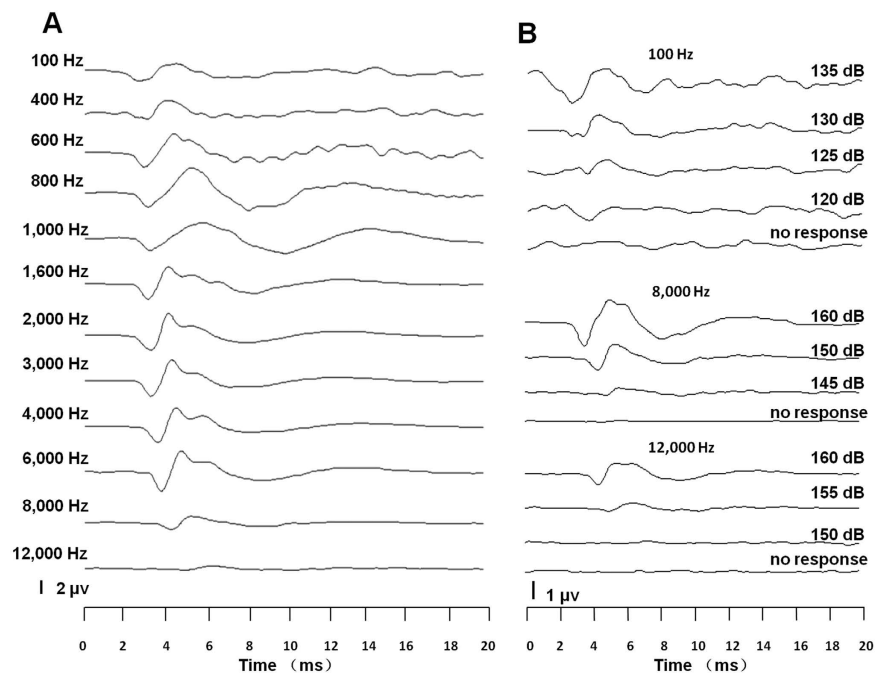 A
100 Hz
400 Hz
600 Hz
800 Hz
1,000 Hz
1,600 Hz
2,000 Hz
3,000 Hz
4,000 Hz
6,000 Hz
8,000 Hz
12,000 Hz
2 μv
0 2 4 6 8 10 12 14 16 18 20
Time (ms)
B
100 Hz
135 dB
130 dB
125 dB
120 dB
no response
8,000 Hz
160 dB
150 dB
145 dB
no response
12,000 Hz
160 dB
155 dB
150 dB
no response
1 μv
0 2 4 6 8 10 12 14 16 18 20
Time (ms)